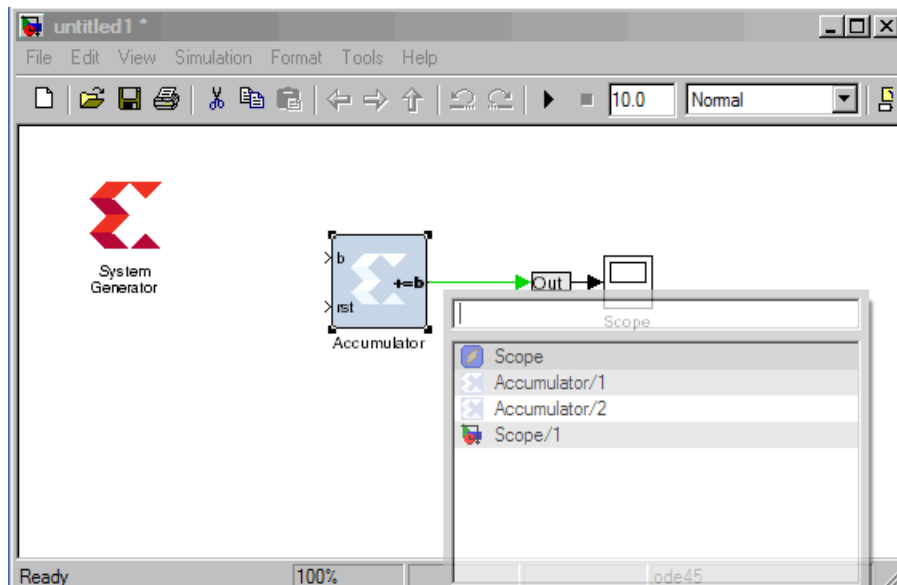 untitled1 *
File Edit View Simulation Format Tools Help
10.0 Normal
System
Generator
b
+=b
rst
Accumulator
Out
Scope
Scope
Accumulator/1
Accumulator/2
Scope/1
Ready 100% ode45